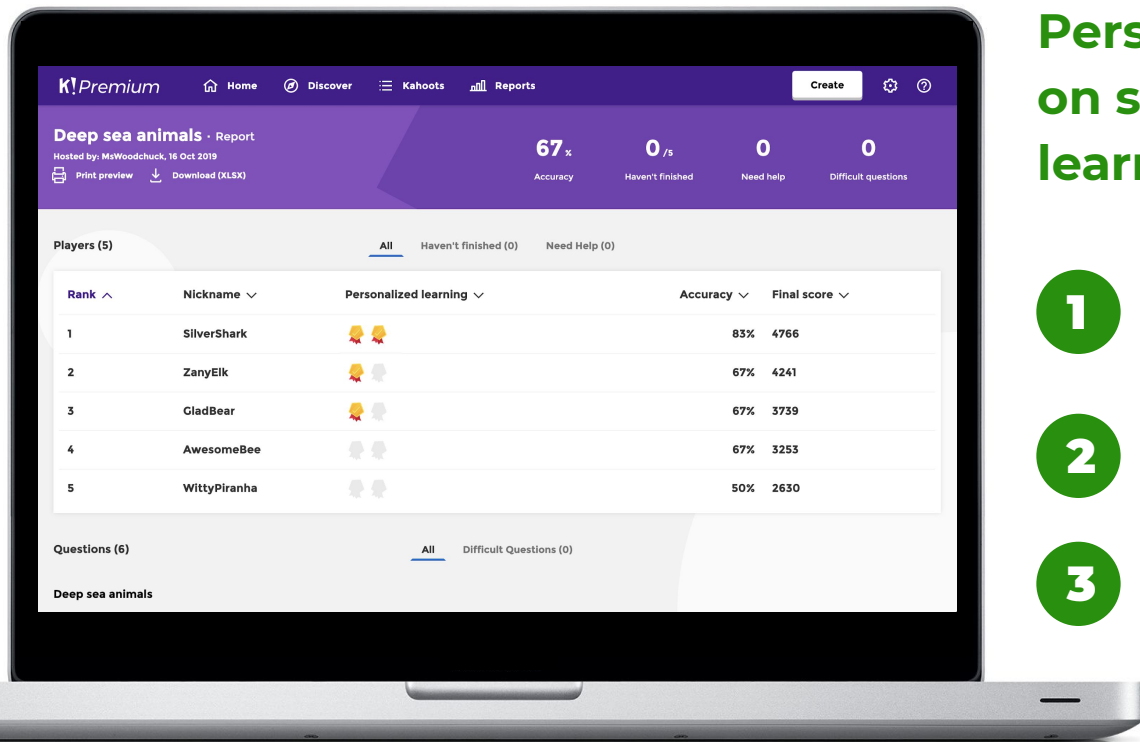 K! Premium Home Discover Kahoots Reports Create
Deep sea animals · Report
Hosted by: MsWoodchuck, 16 Oct 2019
Print preview Download (XLSX)
67% 0 /5 0 0
Accuracy Haven't finished Need help Difficult questions
Players (5) All Haven't finished (0) Need Help (0)
Rank Nickname Personalized learning Accuracy Final score
1 SilverShark 83% 4766
2 ZanyElk 67% 4241
3 GladBear 67% 3739
4 AwesomeBee 67% 3253
5 WittyPiranha 50% 2630
Questions (6) All Difficult Questions (0)
Deep sea animals
Pers
on s
learn
1
2
3